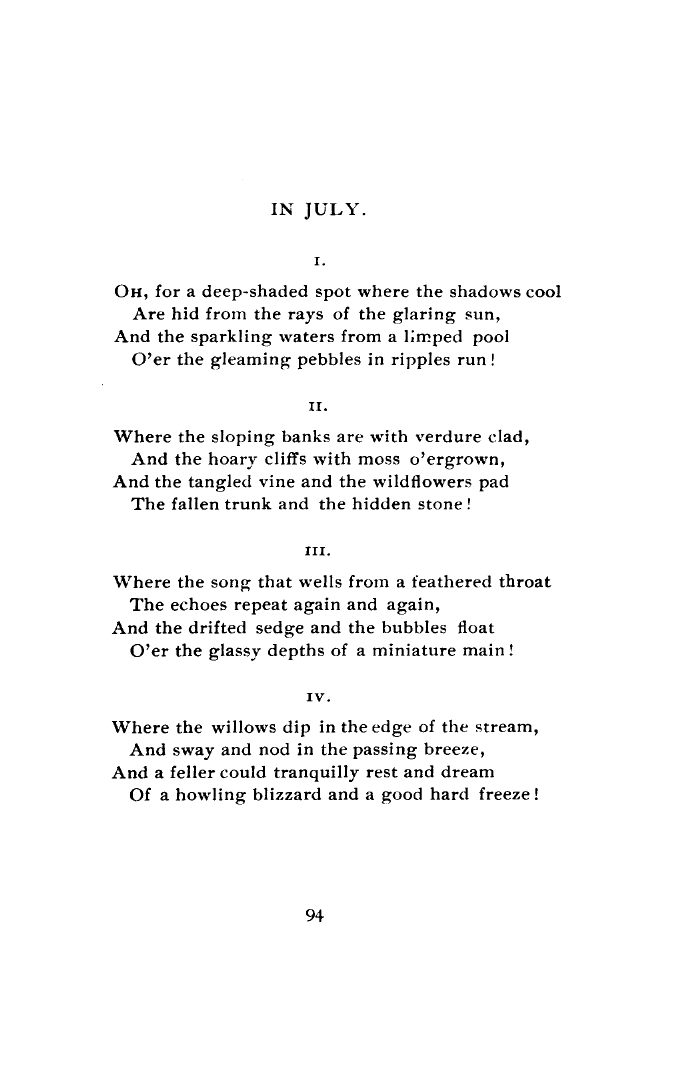 IN JULY.
I.
OH, for a deep-shaded spot where the shadows cool
Are hid from the rays of the glaring sun,
And the sparkling waters from a limped pool
O'er the gleaming pebbles in ripples run!
II.
Where the sloping banks are with verdure clad,
And the hoary cliffs with moss o'ergrown,
And the tangled vine and the wildflowers pad
The fallen trunk and the hidden stone!
III.
Where the song that wells from a feathered throat
The echoes repeat again and again,
And the drifted sedge and the bubbles float
O'er the glassy depths of a miniature main!
IV.
Where the willows dip in the edge of the stream,
And sway and nod in the passing breeze,
And a feller could tranquilly rest and dream
Of a howling blizzard and a good hard freeze!
94